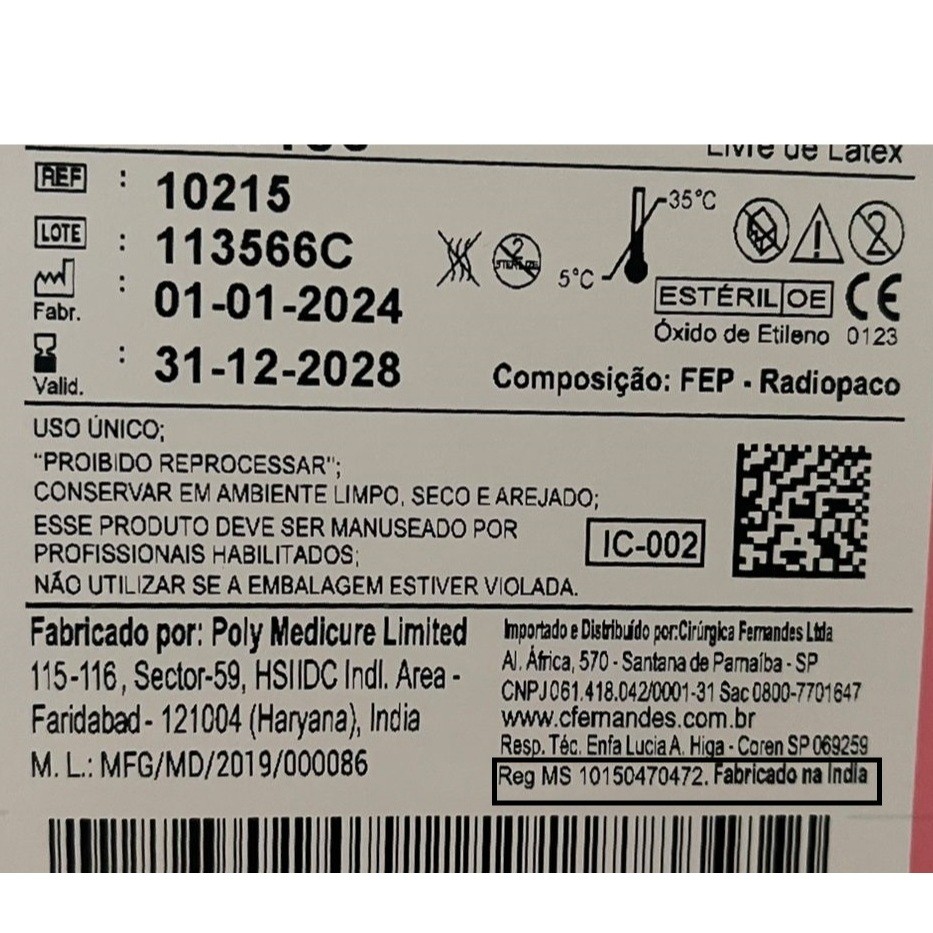 Livre de Látex
REF : 10215
LOTE : 113566C
Fabr. : 01-01-2024
Valid. : 31-12-2028
35°C
5°C
2
STERILIZE
2
ESTÉRIL OE
CE
Óxido de Etileno 0123
Composição: FEP - Radiopaco
USO ÚNICO;
"PROIBIDO REPROCESSAR";
CONSERVAR EM AMBIENTE LIMPO, SECO E AREJADO;
ESSE PRODUTO DEVE SER MANUSEADO POR
PROFISSIONAIS HABILITADOS;
NÃO UTILIZAR SE A EMBALAGEM ESTIVER VIOLADA.
IC-002
Fabricado por: Poly Medicure Limited
115-116, Sector-59, HSIIDC Indl. Area -
Faridabad - 121004 (Haryana), India
M. L.: MFG/MD/2019/000086
Importado e Distribuído por:Cirúrgica Fernandes Ltda
Al. África, 570 - Santana de Parnaíba - SP
CNPJ 061.418.042/0001-31 Sac 0800-7701647
www.cfernandes.com.br
Resp. Téc. Enfa Lucia A. Higa - Coren SP 069259
Reg MS 10150470472. Fabricado na Índia